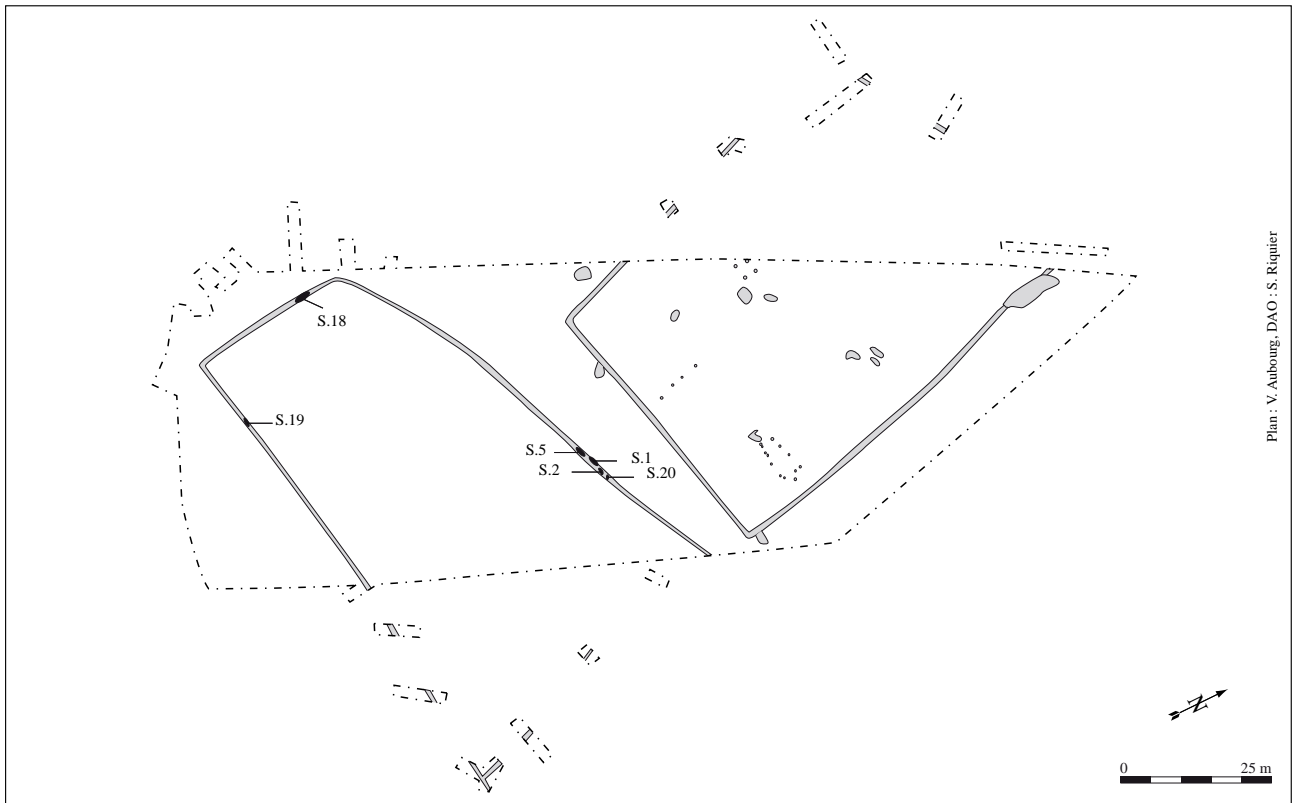 S.18
S.19
S.5
S.1
S.2
S.20
Plan : V. Aubourg, DAO : S. Riquier
N
0 25 m